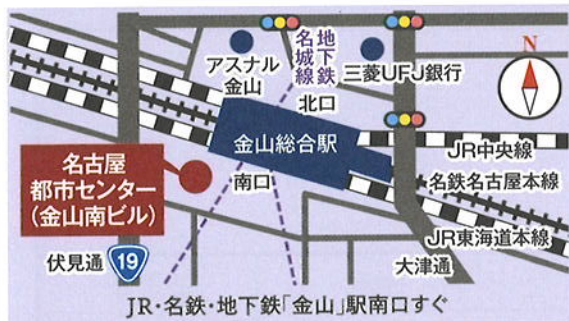 アスナル
金山
地下鉄
名城線
三菱UFJ銀行
N
北口
金山総合駅
JR中央線
名古屋
都市センター
(金山南ビル)
南口
名鉄名古屋本線
JR東海道本線
伏見通
19
大津通
JR・名鉄・地下鉄「金山」駅南口すぐ